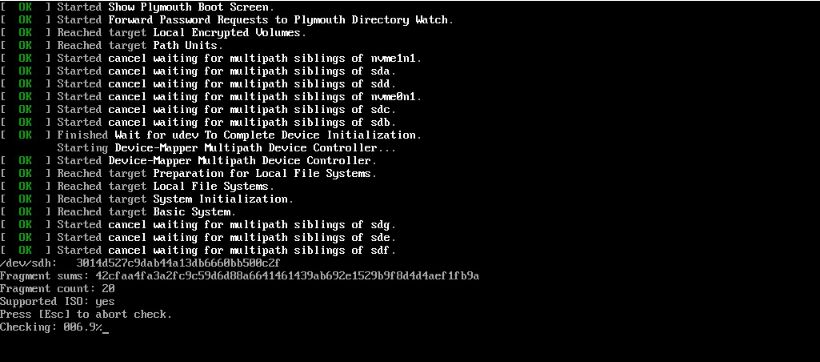 [  OK  ] Started Show Plymouth Boot Screen.
[  OK  ] Started Forward Password Requests to Plymouth Directory Watch.
[  OK  ] Reached target Local Encrypted Volumes.
[  OK  ] Reached target Path Units.
[  OK  ] Started cancel waiting for multipath siblings of nvme1n1.
[  OK  ] Started cancel waiting for multipath siblings of sda.
[  OK  ] Started cancel waiting for multipath siblings of sdd.
[  OK  ] Started cancel waiting for multipath siblings of nvme0n1.
[  OK  ] Started cancel waiting for multipath siblings of sdc.
[  OK  ] Started cancel waiting for multipath siblings of sdb.
[  OK  ] Finished Wait for udev To Complete Device Initialization.
         Starting Device-Mapper Multipath Device Controller...
[  OK  ] Started Device-Mapper Multipath Device Controller.
[  OK  ] Reached target Preparation for Local File Systems.
[  OK  ] Reached target Local File Systems.
[  OK  ] Reached target System Initialization.
[  OK  ] Reached target Basic System.
[  OK  ] Started cancel waiting for multipath siblings of sdg.
[  OK  ] Started cancel waiting for multipath siblings of sde.
[  OK  ] Started cancel waiting for multipath siblings of sdf.
/dev/sdh:   3014d527c9dab44a13db6660bb500c2f
Fragment sums: 42cfaa4fa3a2fc9c59d6d88a6641461439ab692e1529b9f8d4d4aef1fb9a
Fragment count: 20
Supported ISO: yes
Press [Esc] to abort check.
Checking: 006.9%_